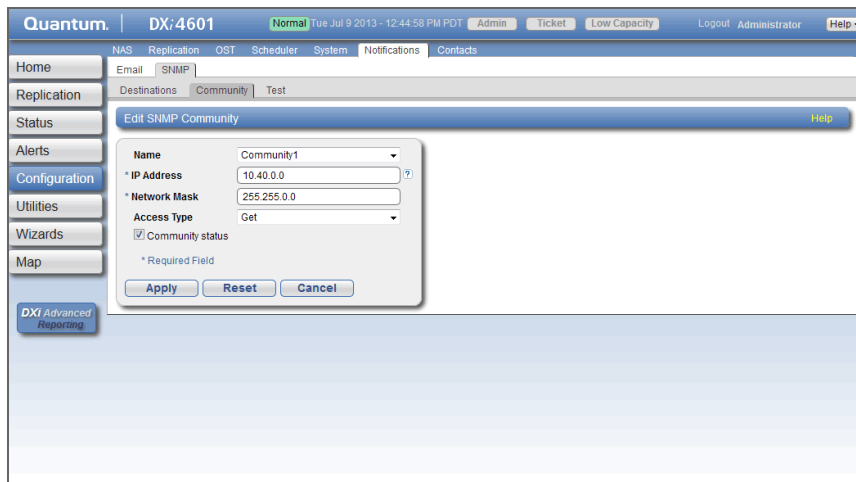 Quantum. DXi4601 Normal Tue Jul 9 2013 - 12:44:58 PM PDT Admin Ticket Low Capacity Logout Administrator Help
NAS Replication OST Scheduler System Notifications Contacts
Home
Replication
Status
Alerts
Configuration
Utilities
Wizards
Map
DXi Advanced
Reporting
Email SNMP
Destinations Community Test
Edit SNMP Community Help
Name Community1
* IP Address 10.40.0.0 ?
* Network Mask 255.255.0.0
Access Type Get
Community status
* Required Field
Apply Reset Cancel